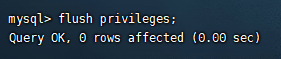 mysql> flush privileges;
Query OK, 0 rows affected (0.00 sec)